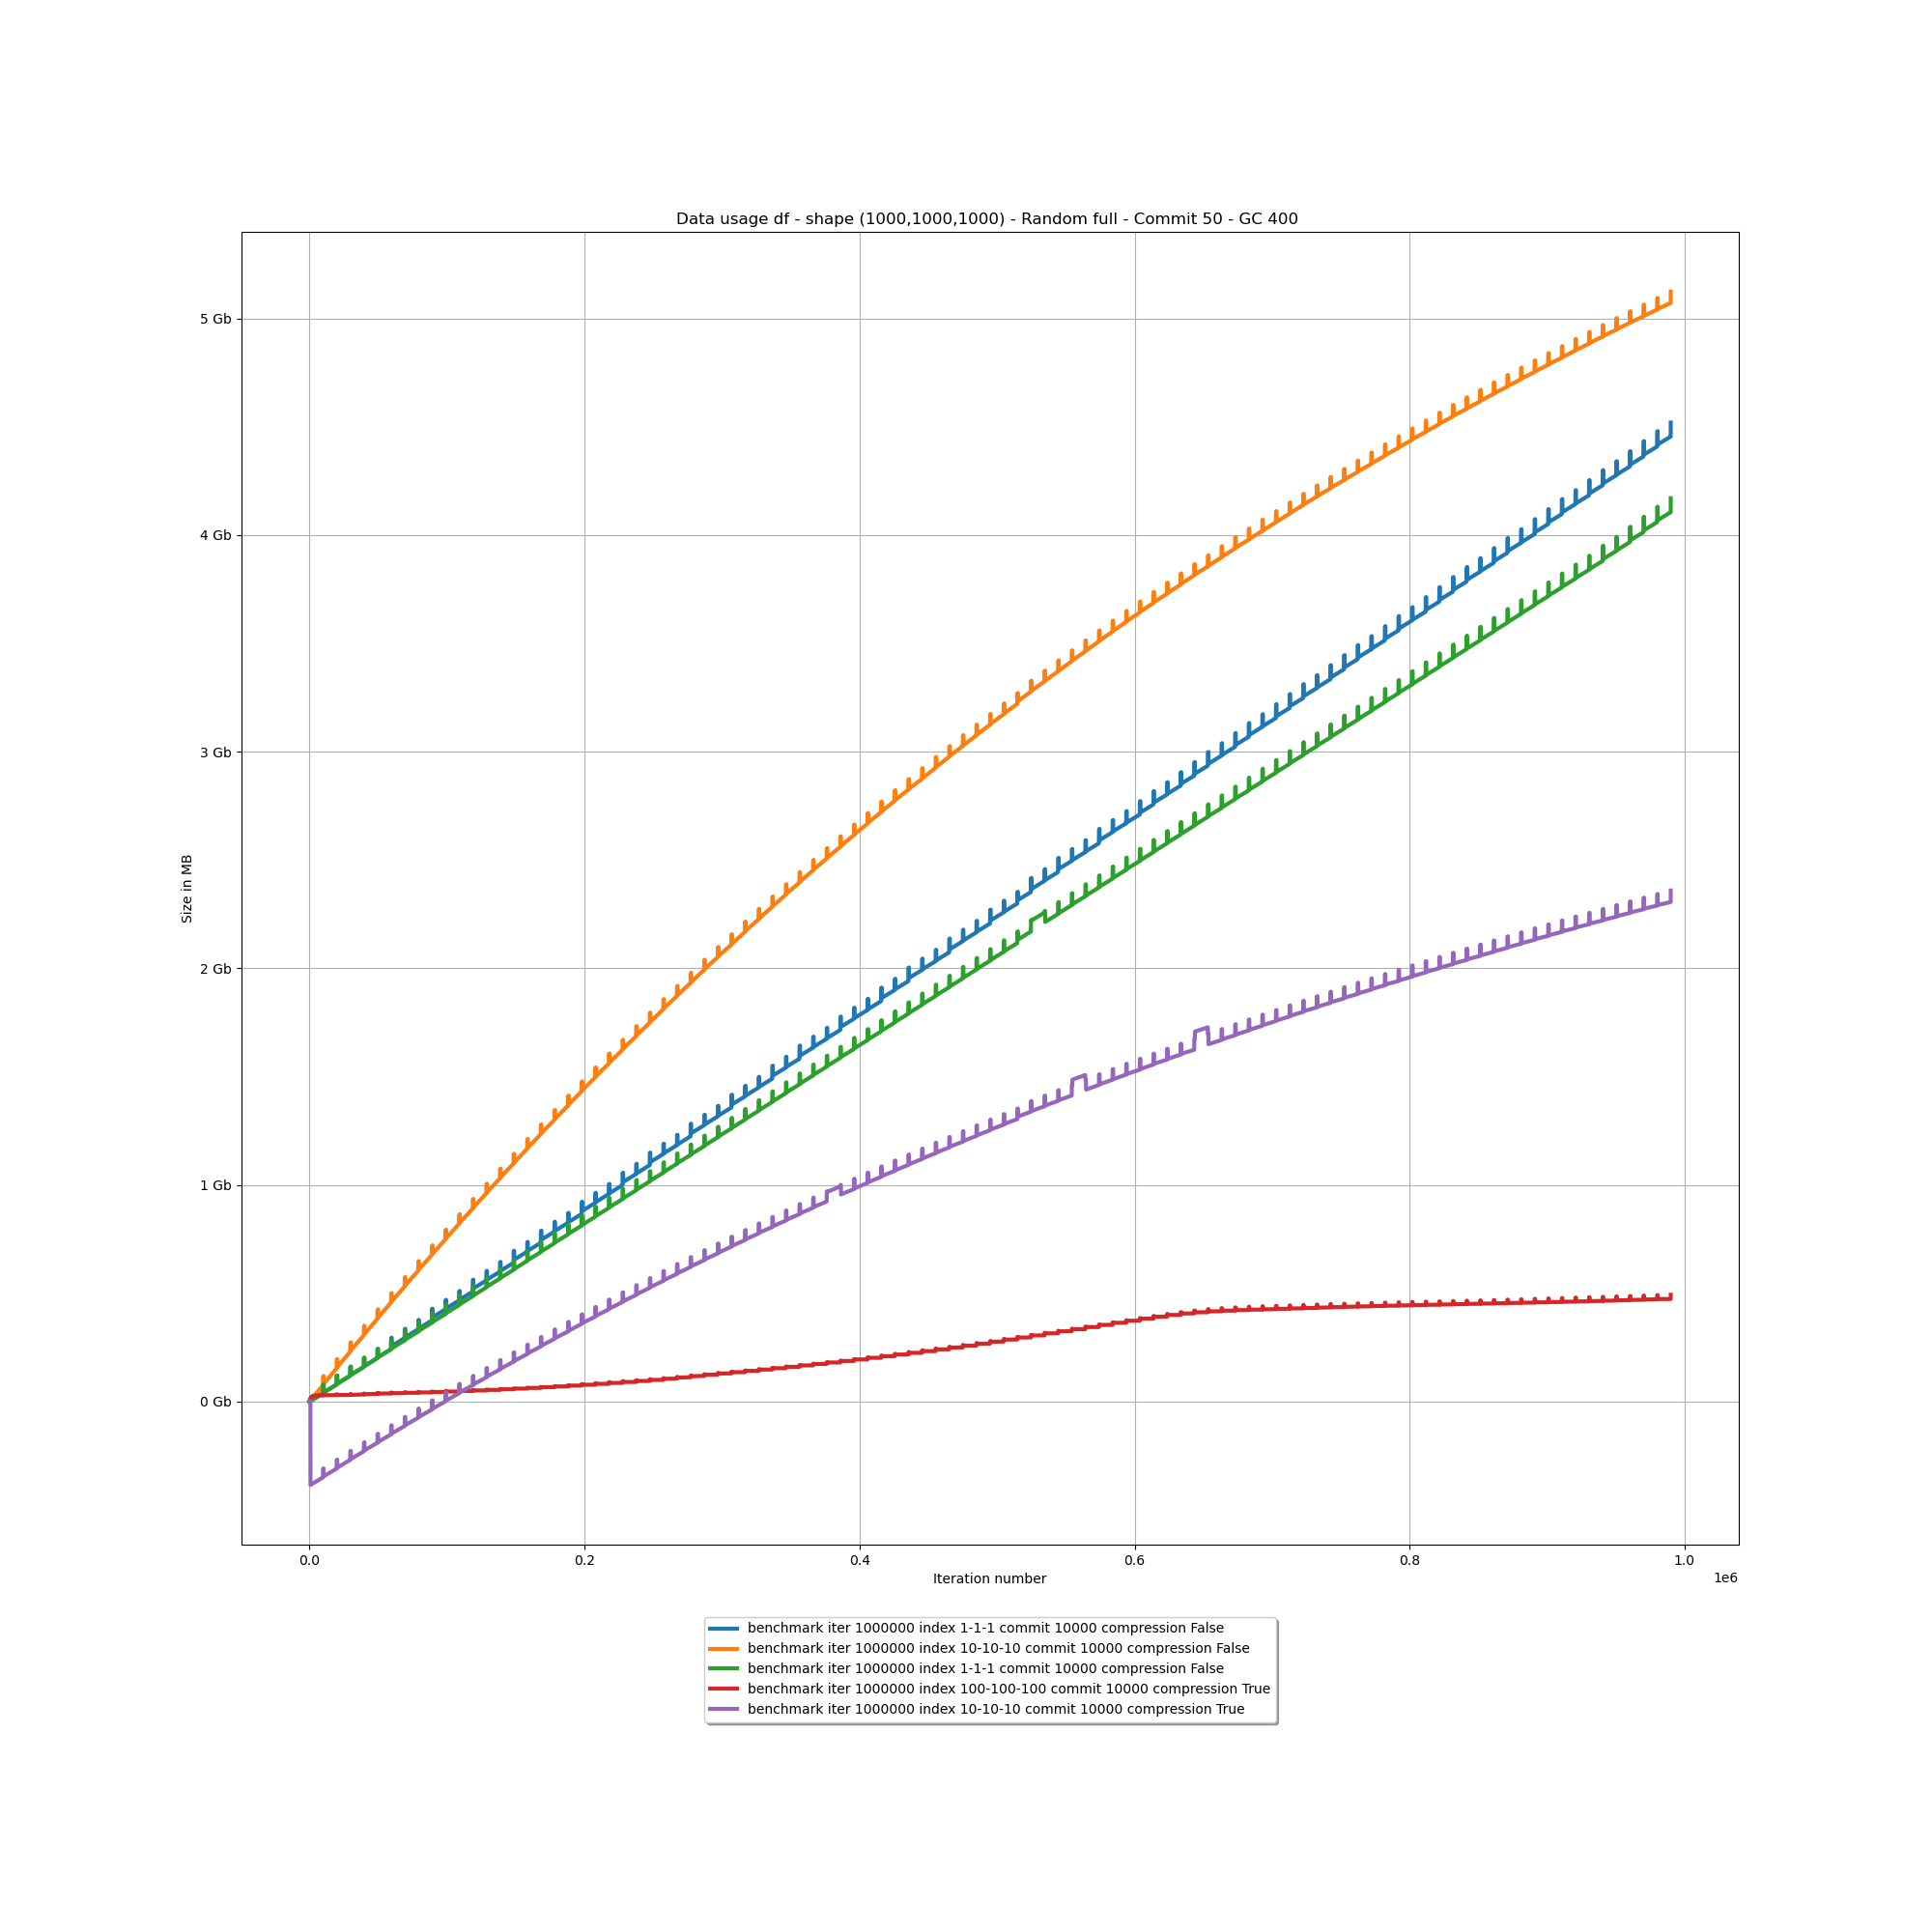 Data usage df - shape (1000,1000,1000) - Random full - Commit 50 - GC 400
5 Gb
4 Gb
3 Gb
2 Gb
1 Gb
0 Gb
Size in MB
0.0 0.2 0.4 0.6 0.8 1.0
Iteration number
1e6
benchmark iter 1000000 index 1-1-1 commit 10000 compression False
benchmark iter 1000000 index 10-10-10 commit 10000 compression False
benchmark iter 1000000 index 1-1-1 commit 10000 compression False
benchmark iter 1000000 index 100-100-100 commit 10000 compression True
benchmark iter 1000000 index 10-10-10 commit 10000 compression True